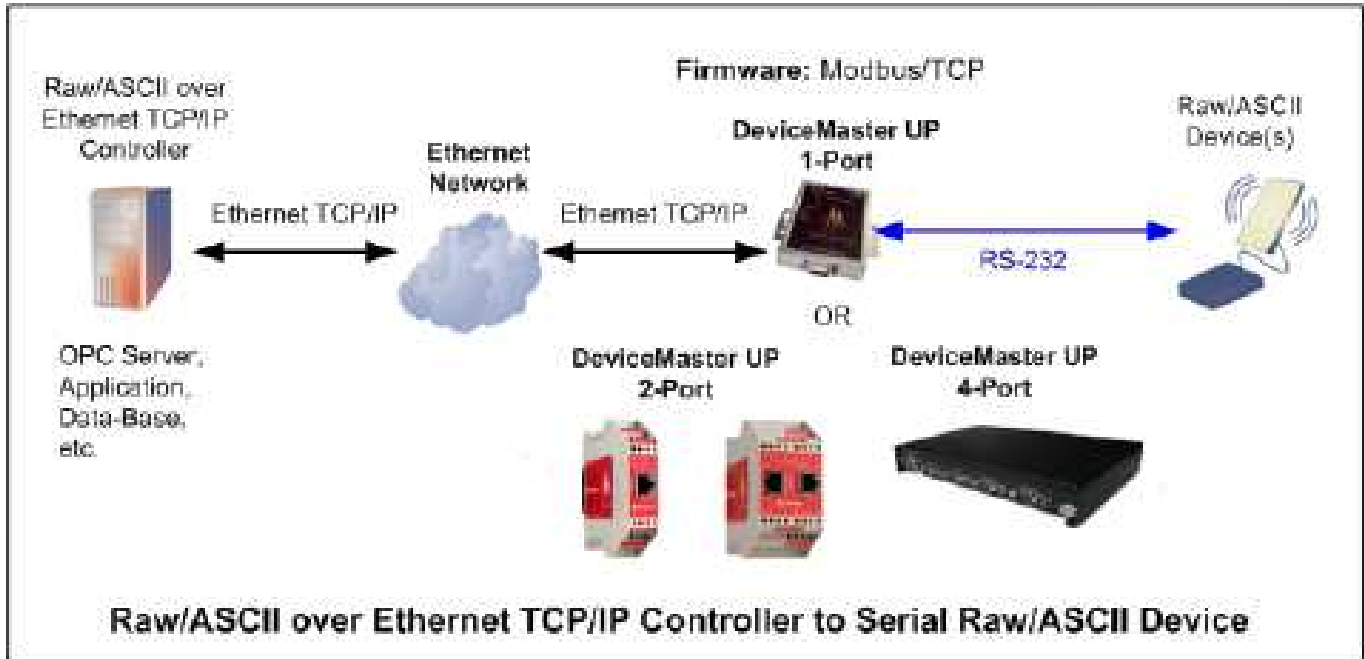 Firmware: Modbus/TCP
Raw/ASCII over
Ethernet TCP/IP
Controller
Ethernet
Network
Ethernet TCP/IP
Ethernet TCP/IP
DeviceMaster UP
1-Port
Raw/ASCII
Device(s)
RS-232
OR
OPC Server,
Application,
Data-Base,
etc.
DeviceMaster UP
2-Port
DeviceMaster UP
4-Port
Raw/ASCII over Ethernet TCP/IP Controller to Serial Raw/ASCII Device